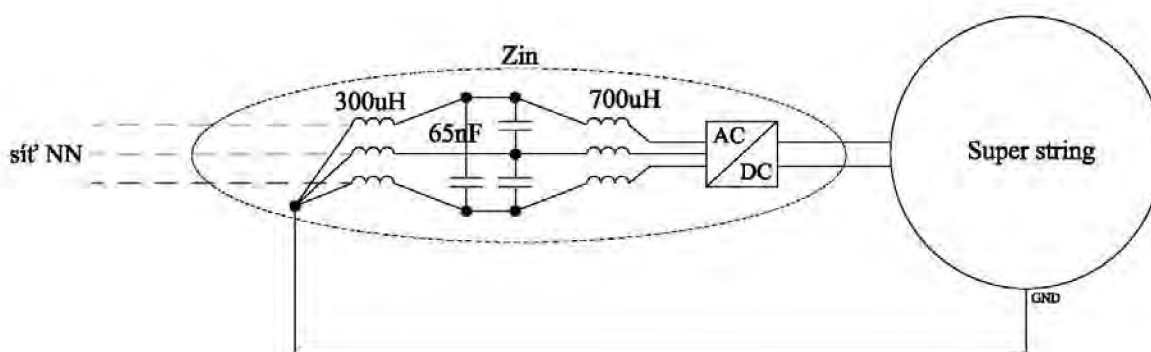 Zin
300uH
700uH
65nF
AC
DC
síť NN
Super string
GND